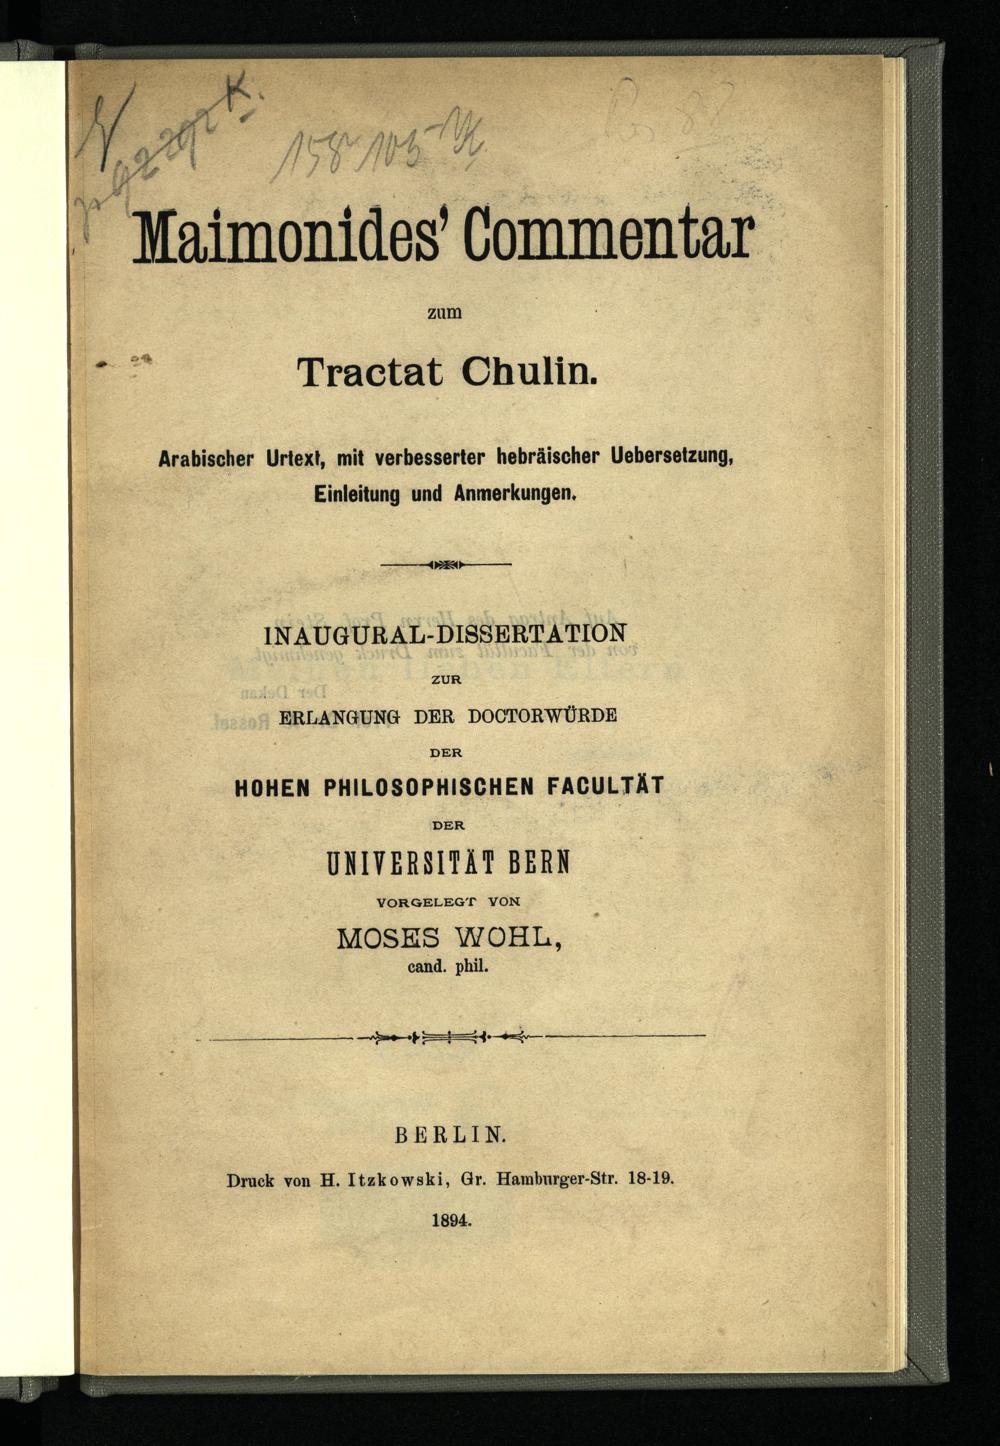 158 105 - K
Maimonides' Commentar
zum
Tractat Chulin.
Arabischer Urtext, mit verbesserter hebräischer Uebersetzung,
Einleitung und Anmerkungen.
INAUGURAL-DISSERTATION
ZUR
ERLANGUNG DER DOCTORWÜRDE
DER
HOHEN PHILOSOPHISCHEN FACULTÄT
DER
UNIVERSITÄT BERN
VORGELEGT VON
MOSES WOHL,
cand. phil.
BERLIN.
Druck von H. Itzkowski, Gr. Hamburger-Str. 18-19.
1894.